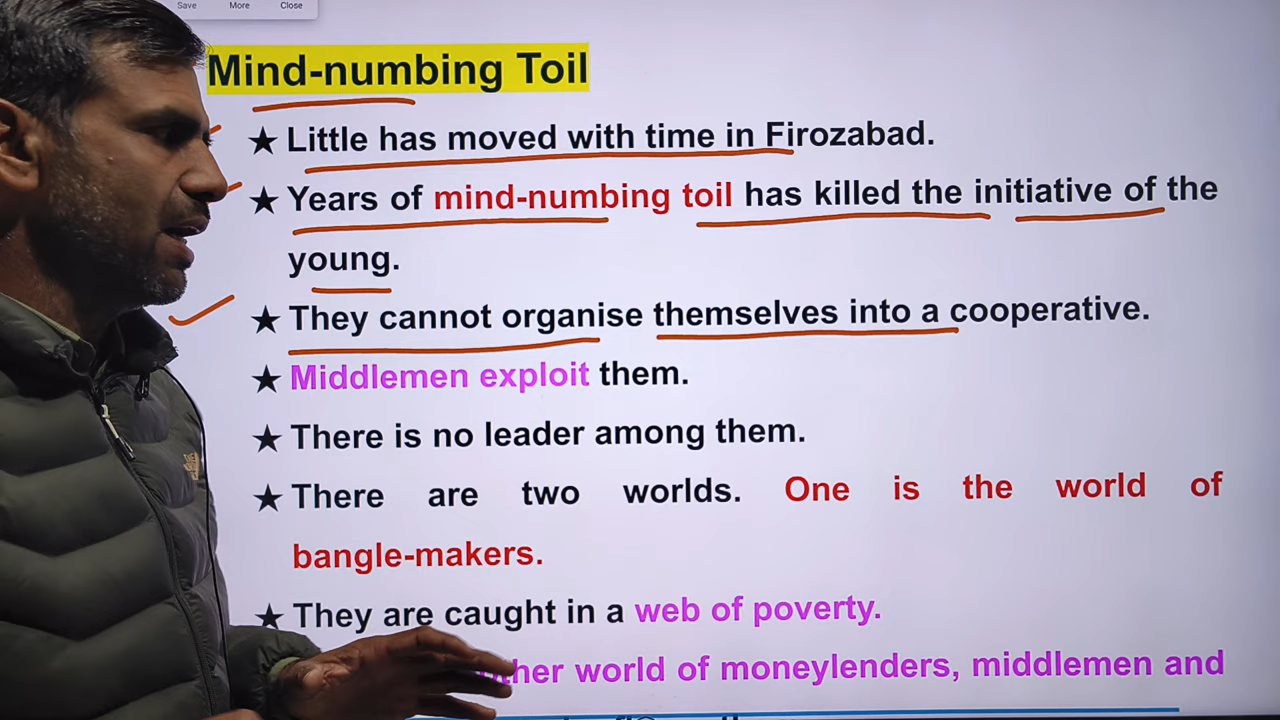 Save More Close
Mind-numbing Toil
★ Little has moved with time in Firozabad.
★ Years of mind-numbing toil has killed the initiative of the
young.
★ They cannot organise themselves into a cooperative.
★ Middlemen exploit them.
★ There is no leader among them.
★ There are two worlds. One is the world of
bangle-makers.
★ They are caught in a web of poverty.
world of moneylenders, middlemen and